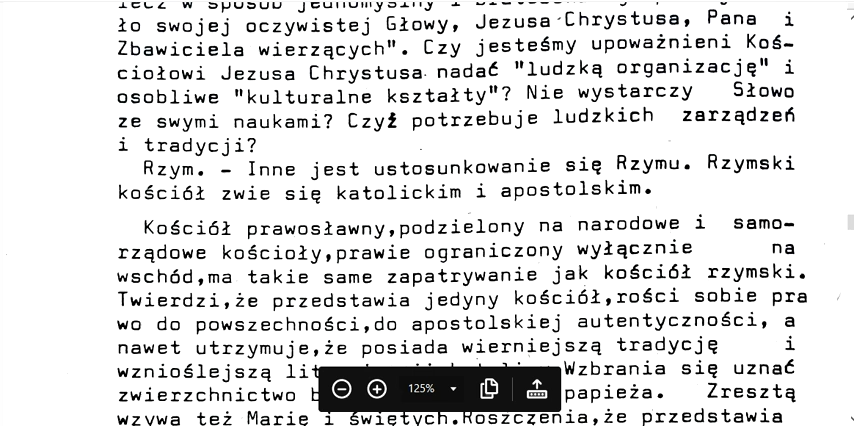 ło swojej oczywistej Głowy, Jezusa Chrystusa, Pana i
Zbawiciela wierzących". Czy jesteśmy upoważnieni Koś-
ciołowi Jezusa Chrystusa nadać "ludzką organizację" i
osobliwe "kulturalne kształty"? Nie wystarczy Słowo
ze swymi naukami? Czyż potrzebuje ludzkich zarządzeń
i tradycji?
Rzym. - Inne jest ustosunkowanie się Rzymu. Rzymski
kościół zwie się katolickim i apostolskim.
Kościół prawosławny,podzielony na narodowe i samo-
rządowe kościoły,prawie ograniczony wyłącznie na
wschód,ma takie same zapatrywanie jak kościół rzymski.
Twierdzi,że przedstawia jedyny kościół,rości sobie pra
wo do powszechności,do apostolskiej autentyczności, a
nawet utrzymuje,że posiada wierniejszą tradycję i
wznioślejszą Wzbrania się uznać
zwierzchnictwo papieża. Zresztą
125%
wzywa też Marię i świętych.Roszczenia,że przedstawia